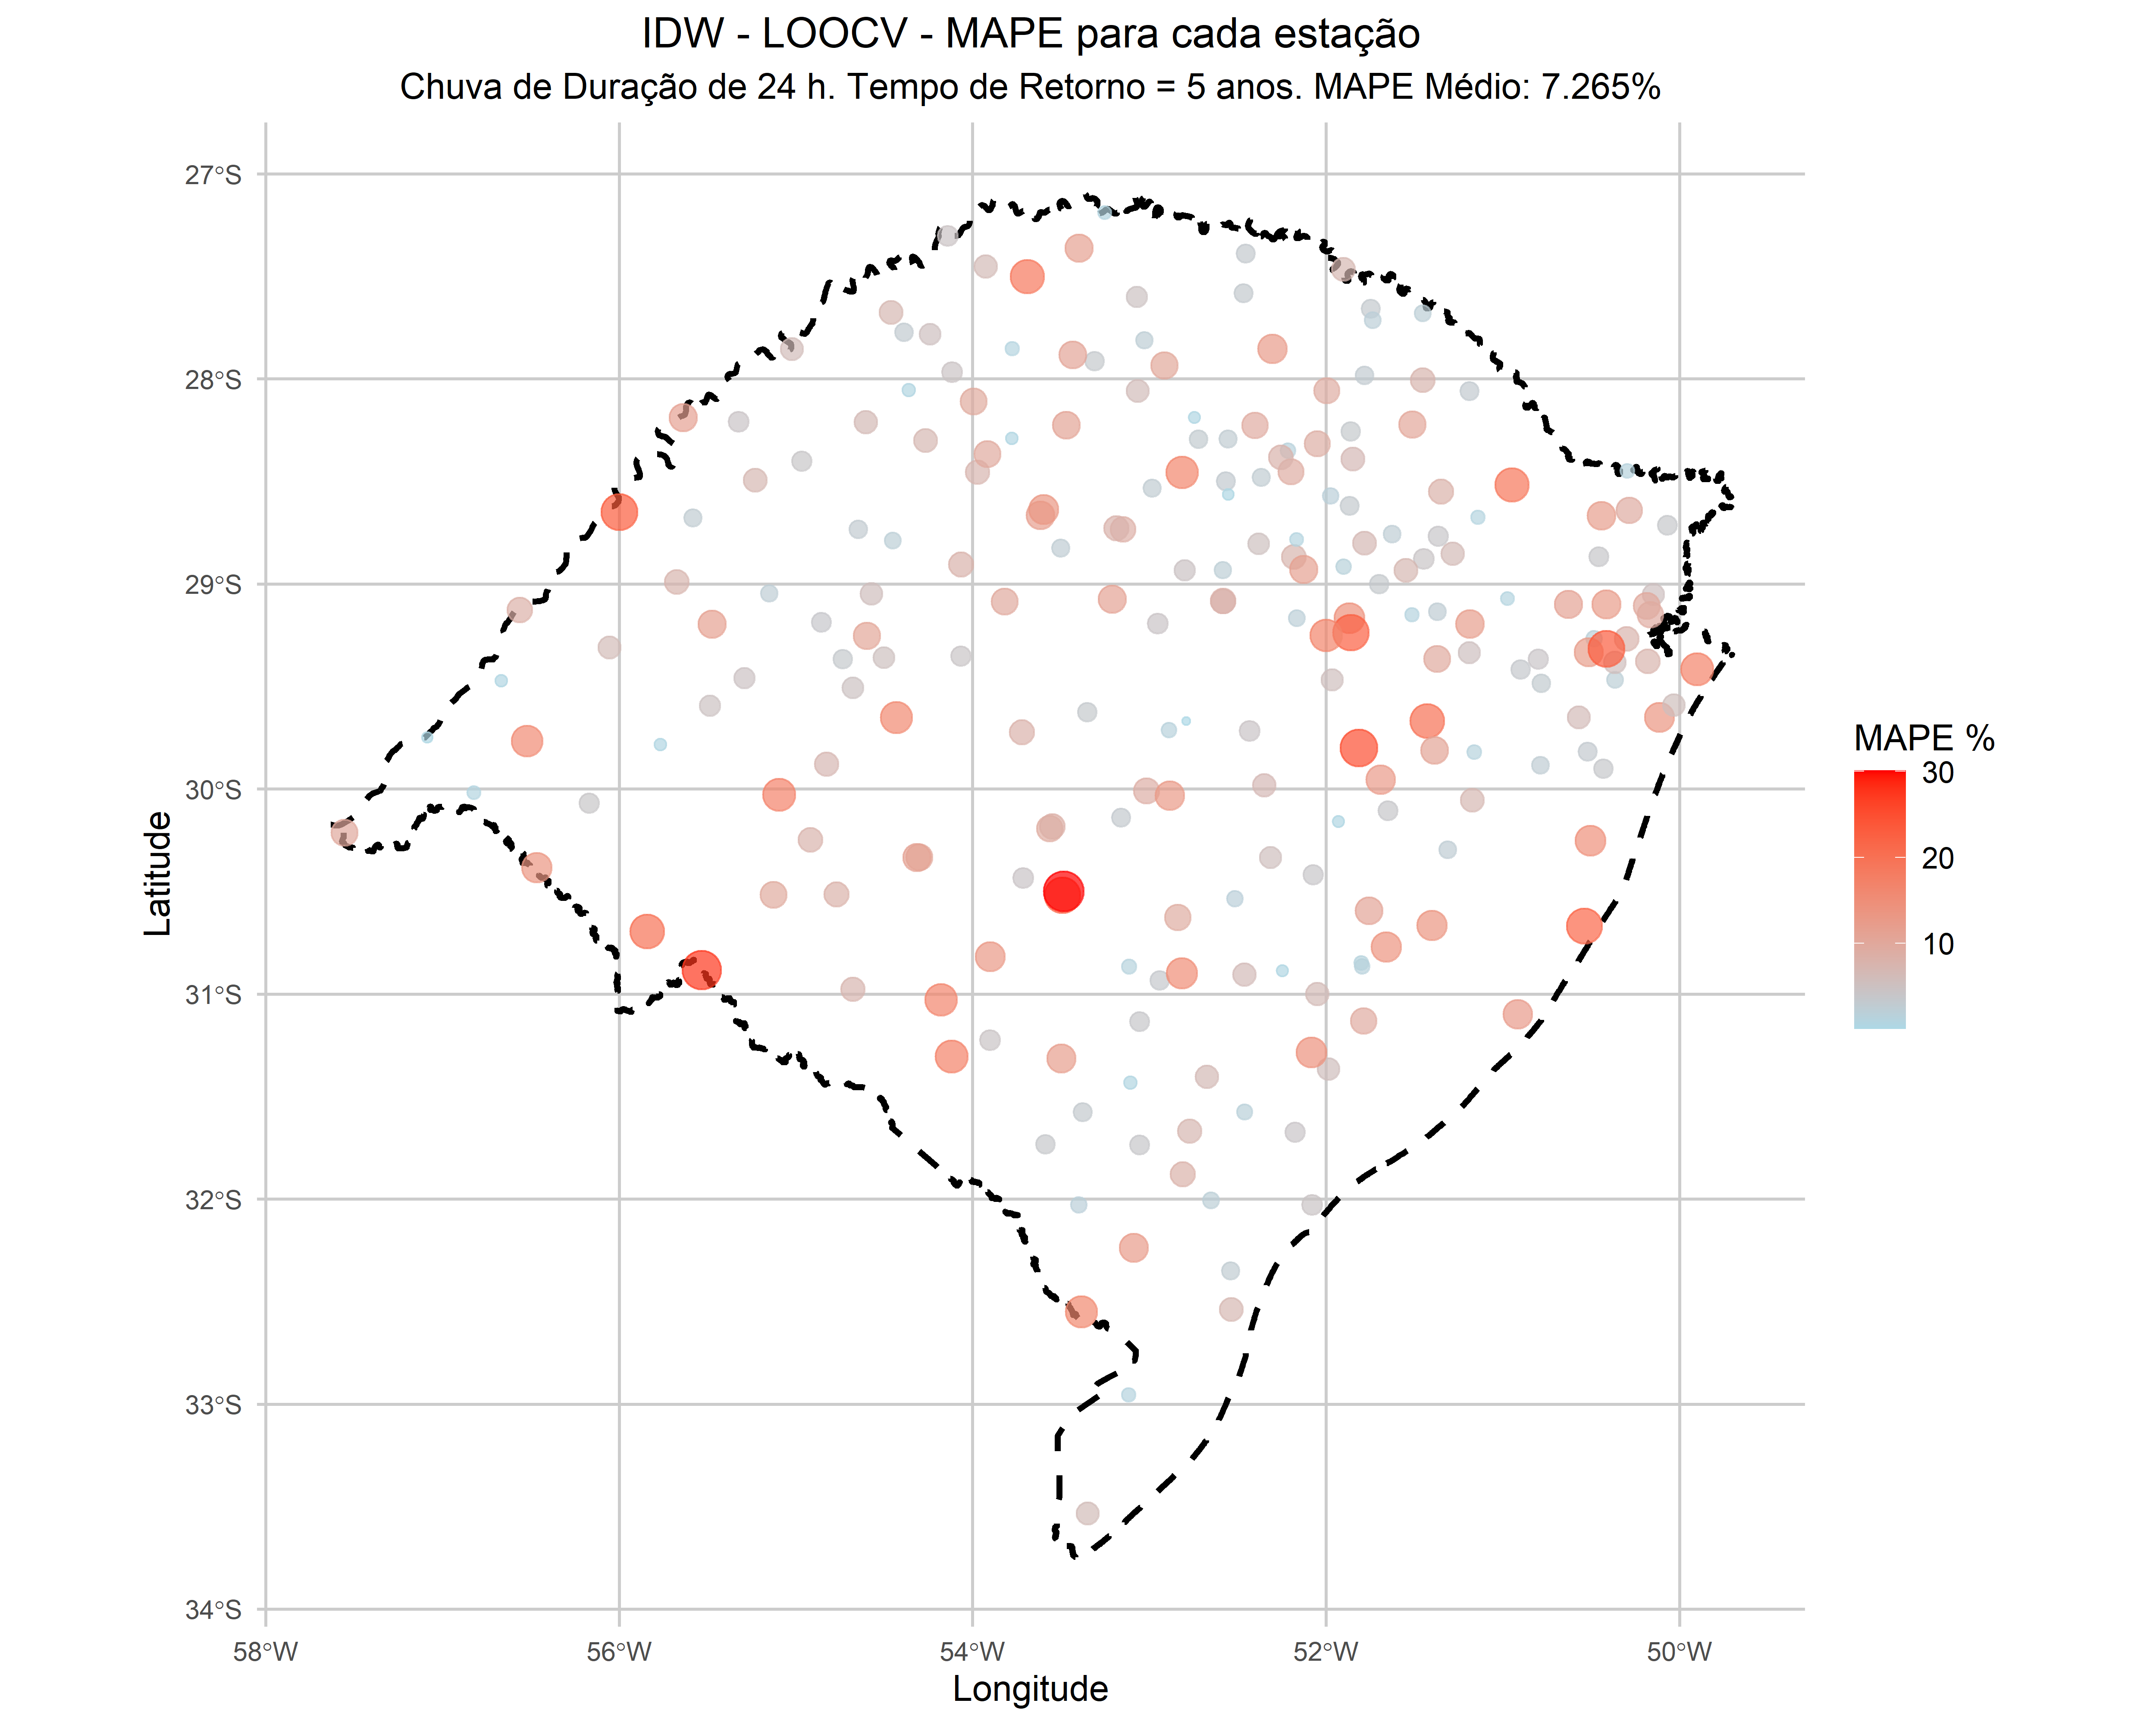 IDW - LOOCV - MAPE para cada estação
Chuva de Duração de 24 h. Tempo de Retorno = 5 anos. MAPE Médio: 7.265%
27°S
28°S
29°S
30°S
31°S
32°S
33°S
34°S
Latitude
58°W
56°W
54°W
52°W
50°W
Longitude
MAPE %
30
20
10